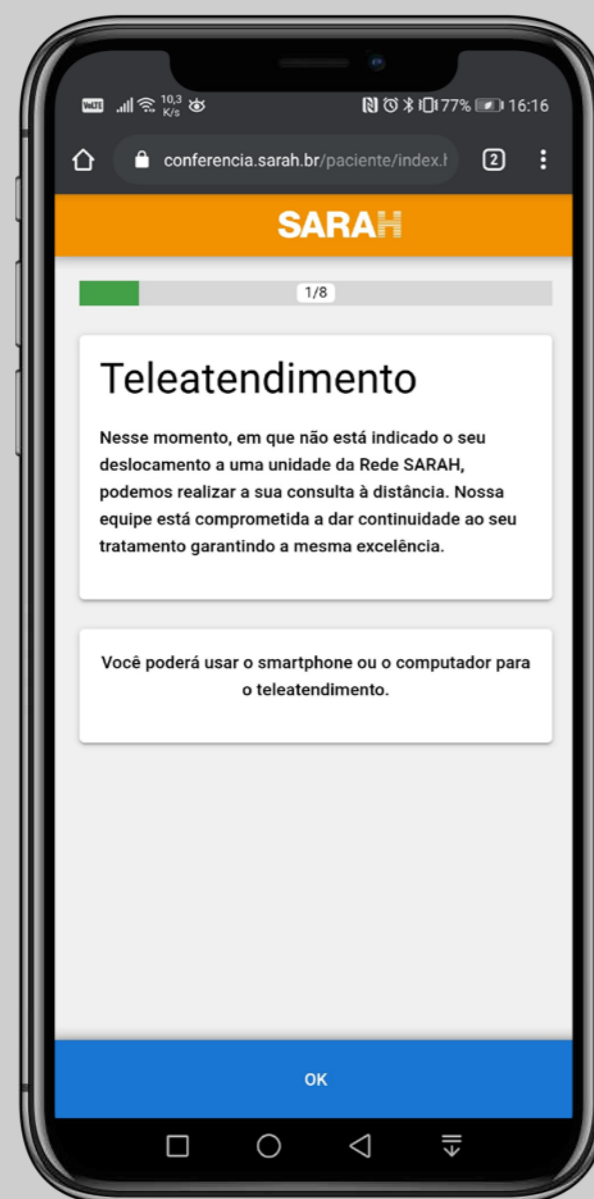 VoLTE 10,3 K/s 77% 16:16
conferencia.sarah.br/paciente/index.h 2
SARAH
1/8
Teleatendimento
Nesse momento, em que não está indicado o seu
deslocamento a uma unidade da Rede SARAH,
podemos realizar a sua consulta à distância. Nossa
equipe está comprometida a dar continuidade ao seu
tratamento garantindo a mesma excelência.
Você poderá usar o smartphone ou o computador para
o teleatendimento.
OK